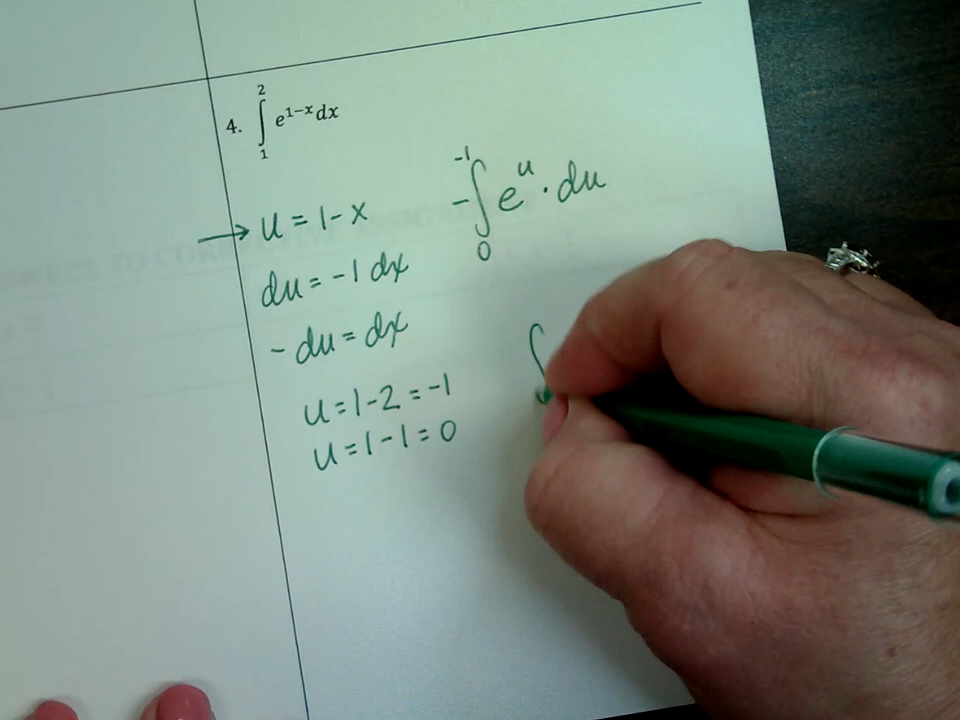 4. ∫₁² e^{1-x} dx
-∫₀^{-1} e^u · du
→ u = 1 - x
du = -1 dx
- du = dx
∫
u = 1 - 2 = -1
u = 1 - 1 = 0